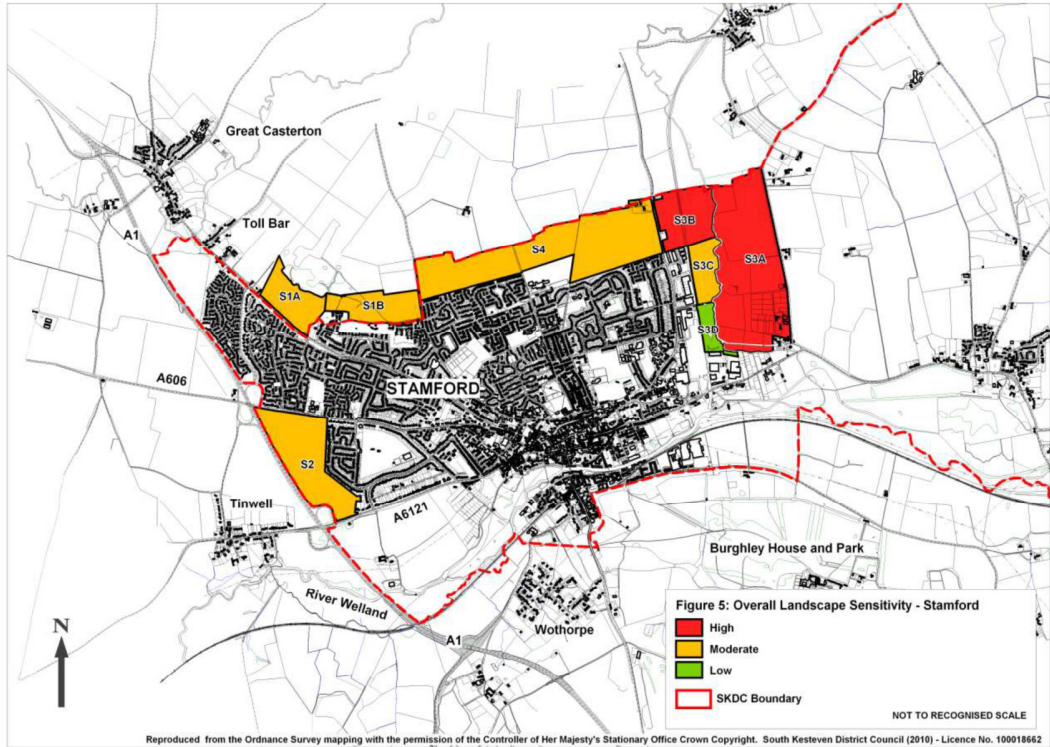 Great Casterton
Toll Bar
A1
S4
S3B
S3A
S3C
S1A
S1B
S3D
A606
STAMFORD
S2
Tinwell
A6121
Burghley House and Park
River Welland
Wothorpe
A1
N
Figure 5: Overall Landscape Sensitivity - Stamford
High
Moderate
Low
SKDC Boundary
NOT TO RECOGNISED SCALE
Reproduced from the Ordnance Survey mapping with the permission of the Controller of Her Majesty's Stationary Office Crown Copyright. South Kesteven District Council (2010) - Licence No. 100018662